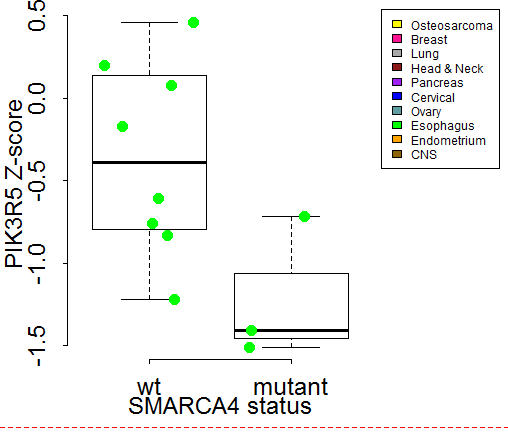 PIK3R5 Z-score
0.5
0.0
-0.5
-1.0
-1.5
wt mutant
SMARCA4 status
Osteosarcoma
Breast
Lung
Head & Neck
Pancreas
Cervical
Ovary
Esophagus
Endometrium
CNS